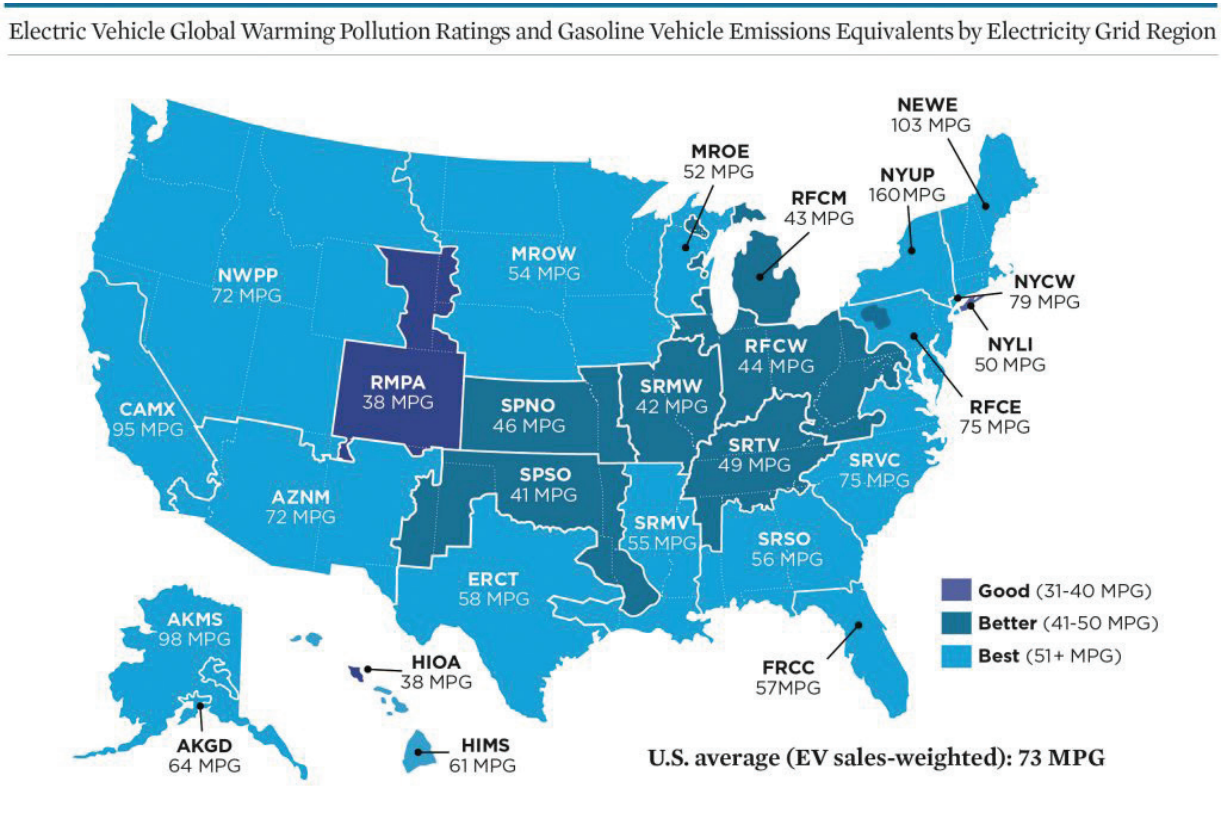 Electric Vehicle Global Warming Pollution Ratings and Gasoline Vehicle Emissions Equivalents by Electricity Grid Region
NEWE
103 MPG
MROE
52 MPG
NYUP
160MPG
RFCM
43 MPG
MROW
54 MPG
NWPP
72 MPG
NYCW
79 MPG
NYLI
50 MPG
RFCW
44 MPG
RMPA
38 MPG
SRMW
42 MPG
SPNO
46 MPG
CAMX
95 MPG
RFCE
75 MPG
SRTV
49 MPG
SRVC
75 MPG
SPSO
41 MPG
AZNM
72 MPG
SRMV
55 MPG
SRSO
56 MPG
ERCT
58 MPG
Good (31-40 MPG)
Better (41-50 MPG)
Best (51+ MPG)
AKMS
98 MPG
HIOA
38 MPG
FRCC
57MPG
AKGD
64 MPG
HIMS
61 MPG
U.S. average (EV sales-weighted): 73 MPG